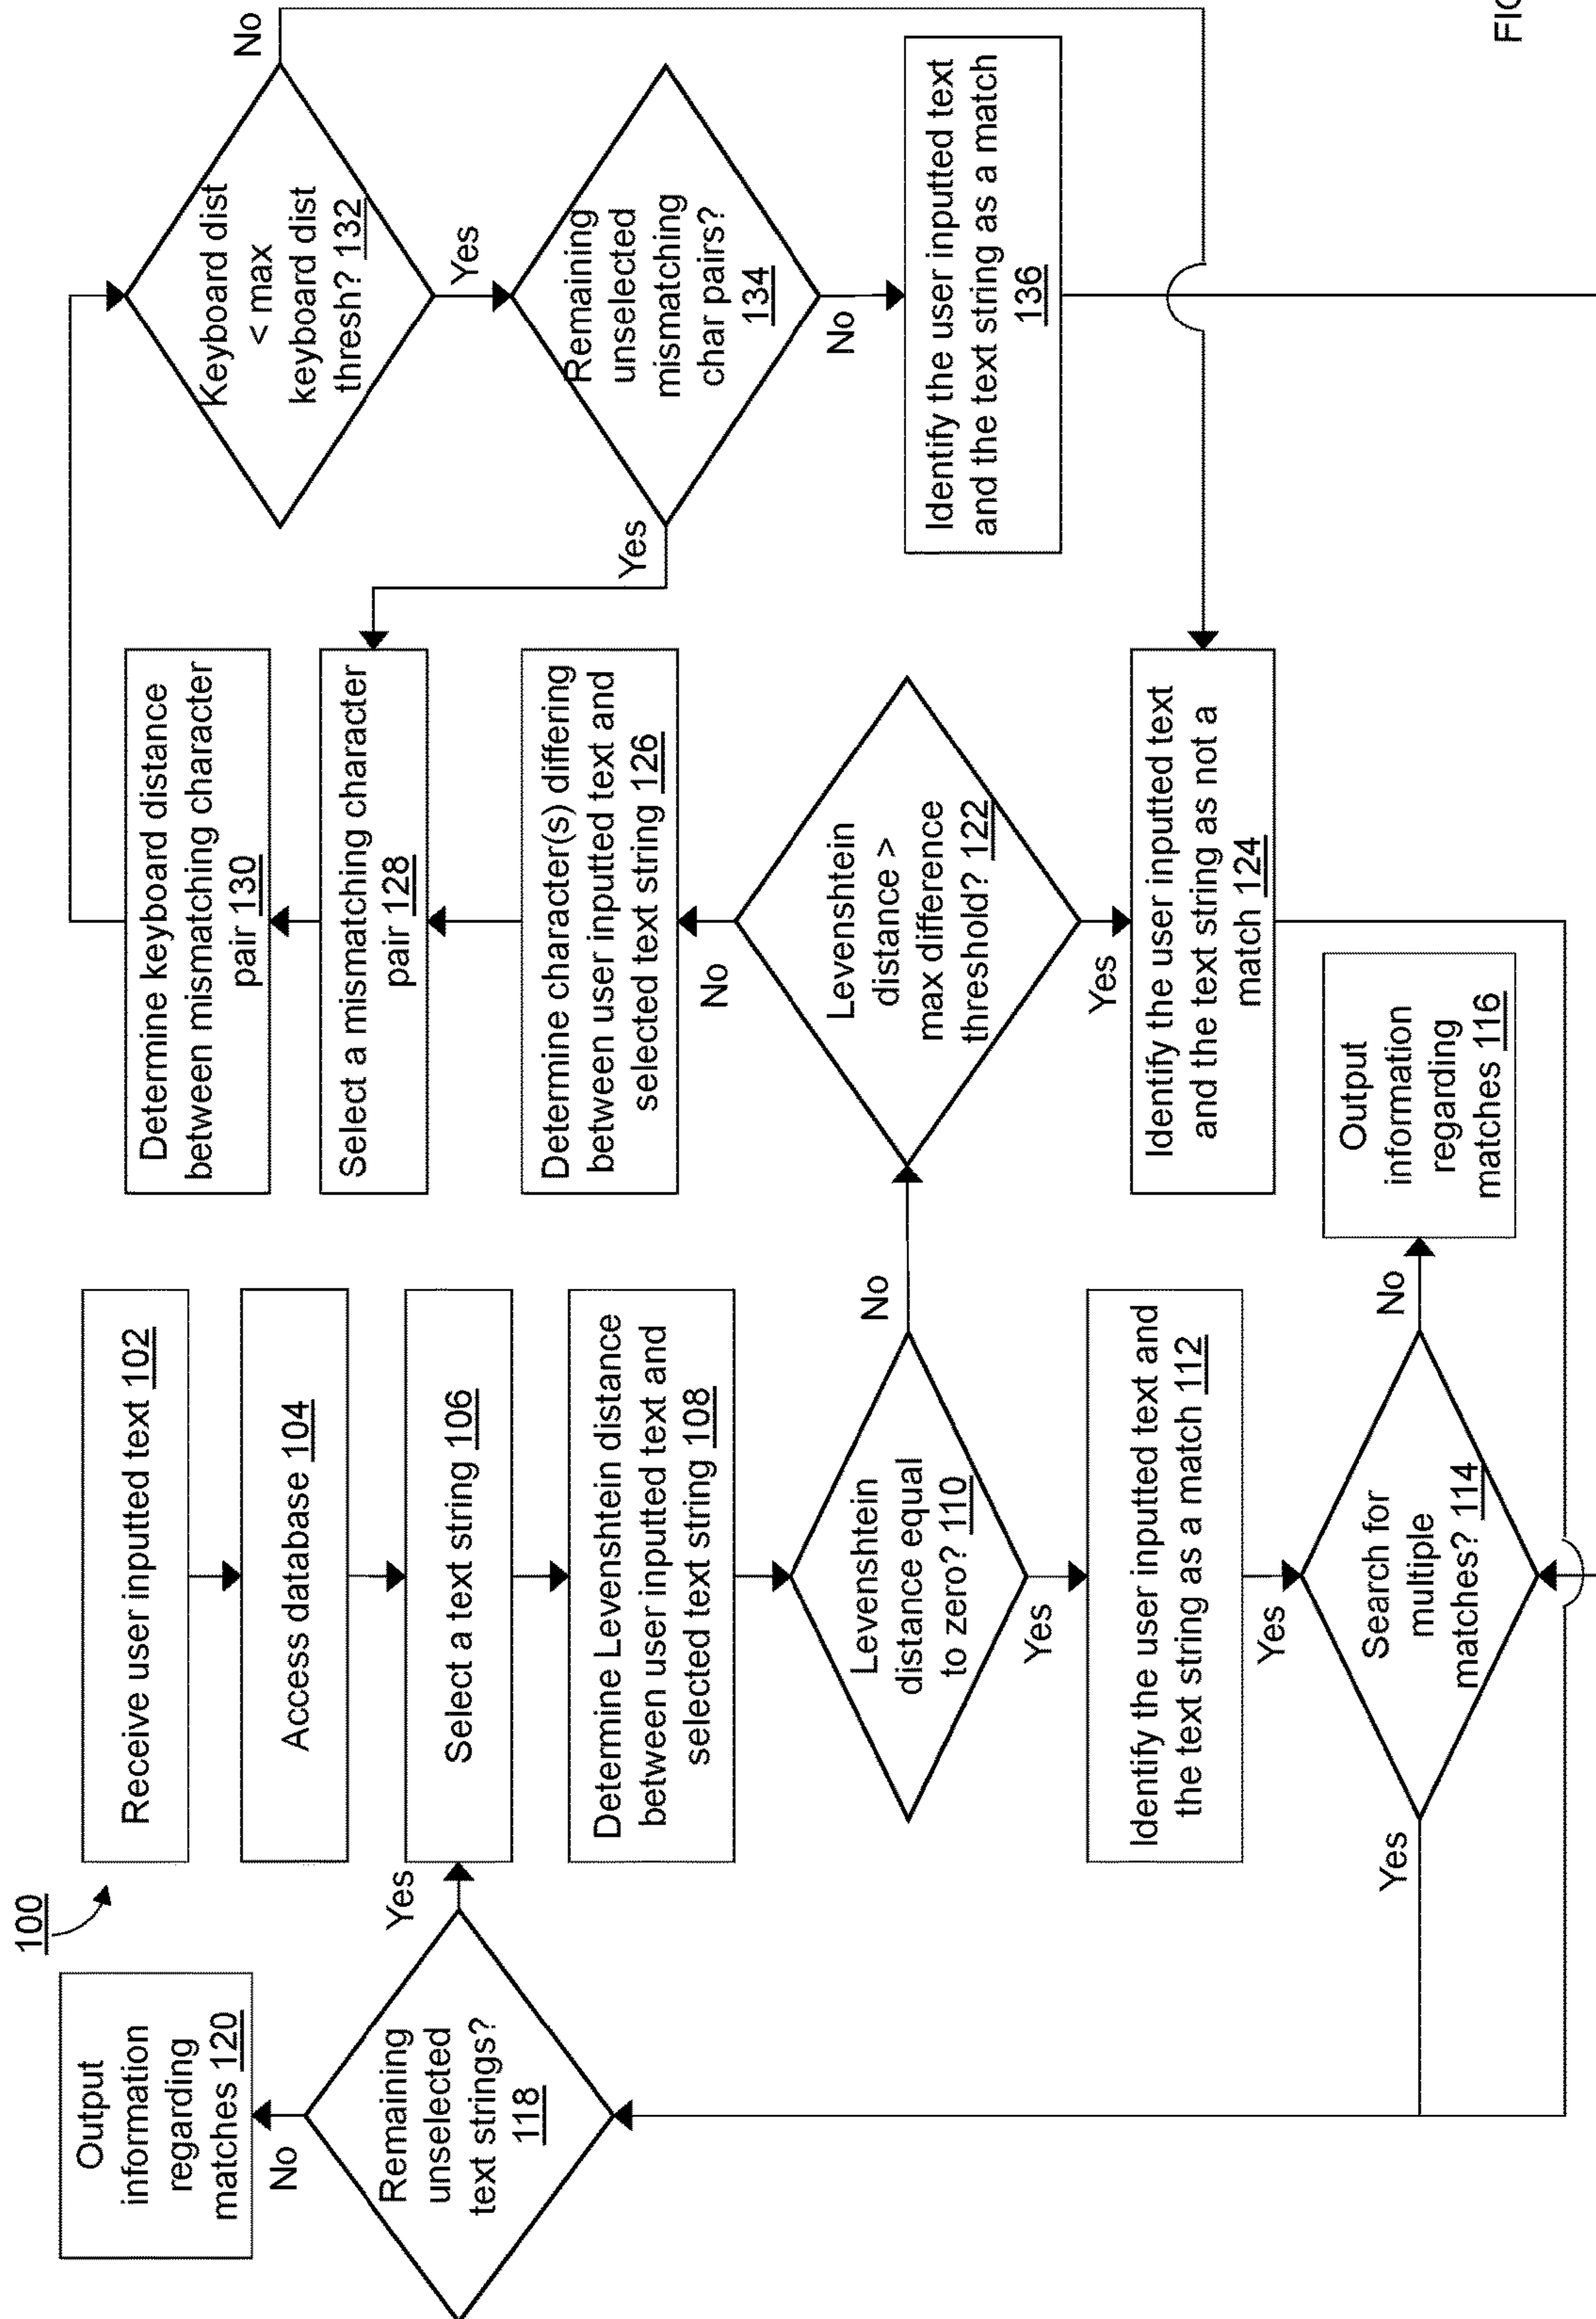 100
Output
information
regarding
matches 120
No
Remaining
unselected
text strings?
118
Yes
Receive user inputted text 102
Access database 104
Select a text string 106
Determine Levenshtein distance
between user inputted text and
selected text string 108
Levenshtein
distance equal
to zero? 110
No
Yes
Identify the user inputted text and
the text string as a match 112
Yes
Search for
multiple
matches? 114
Yes
No
Output
information
regarding
matches 116
Determine keyboard distance
between mismatching character
pair 130
Select a mismatching character
pair 128
Determine character(s) differing
between user inputted text and
selected text string 126
No
Levenshtein
distance >
max difference
threshold? 122
Yes
Identify the user inputted text
and the text string as not a
match 124
Keyboard dist
< max
keyboard dist
thresh? 132
No
Yes
Remaining
unselected
mismatching
char pairs?
134
Yes
No
Identify the user inputted text
and the text string as a match
136
FIG